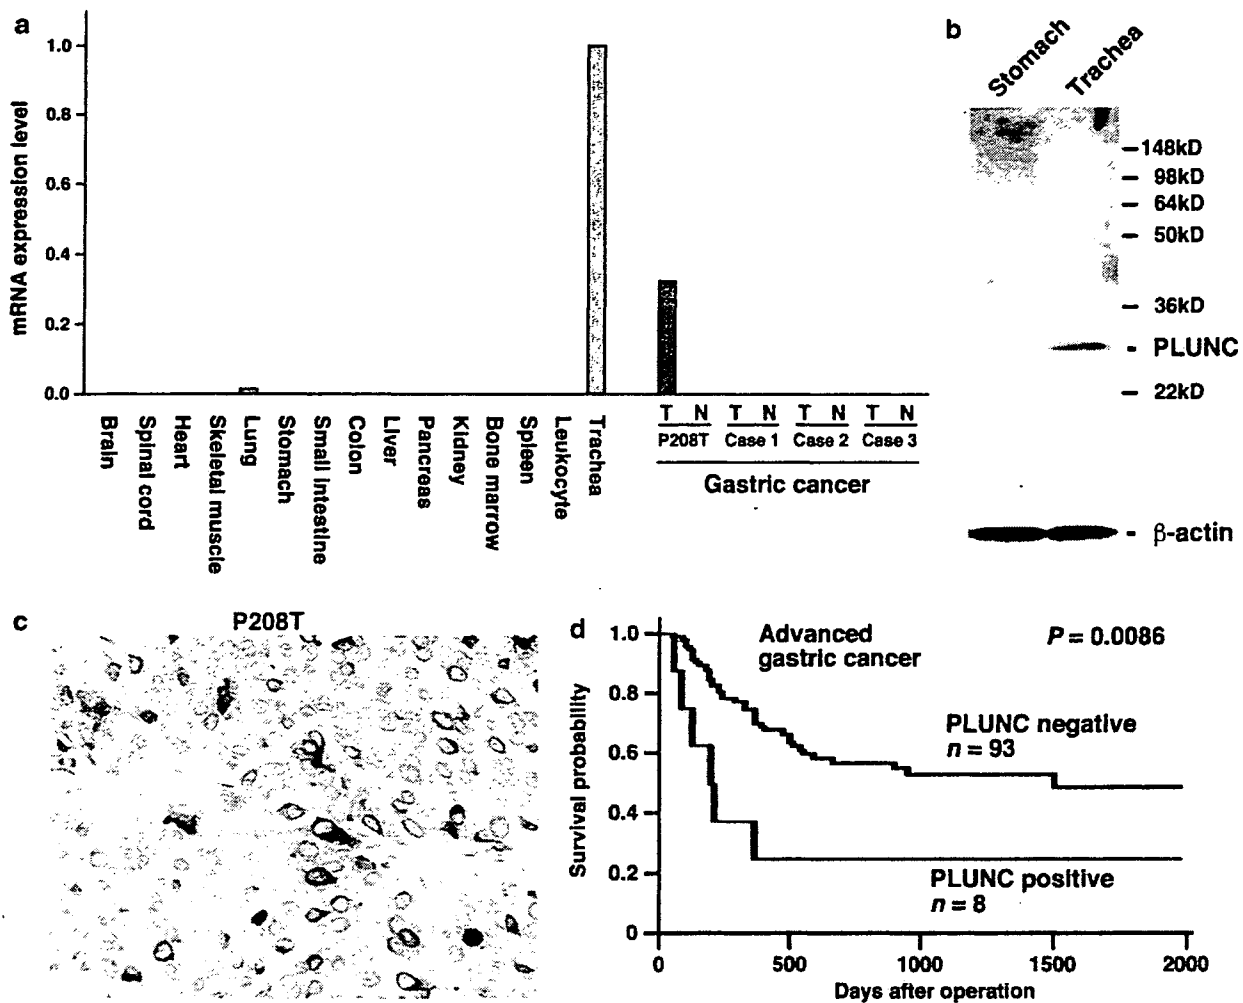 a
mRNA expression level
1.0
0.8
0.6
0.4
0.2
0.0
Brain
Spinal cord
Heart
Skeletal muscle
Lung
Stomach
Small intestine
Colon
Liver
Pancreas
Kidney
Bone marrow
Spleen
Leukocyte
Trachea
T N T N T N T N
P208T Case 1 Case 2 Case 3
Gastric cancer
b
Stomach
Trachea
148kD
98kD
64kD
50kD
36kD
PLUNC
22kD
β-actin
c
P208T
d
Survival probability
1.0
0.8
0.6
0.4
0.2
0
Advanced
gastric cancer
P = 0.0086
PLUNC negative
n = 93
PLUNC positive
n = 8
0 500 1000 1500 2000
Days after operation